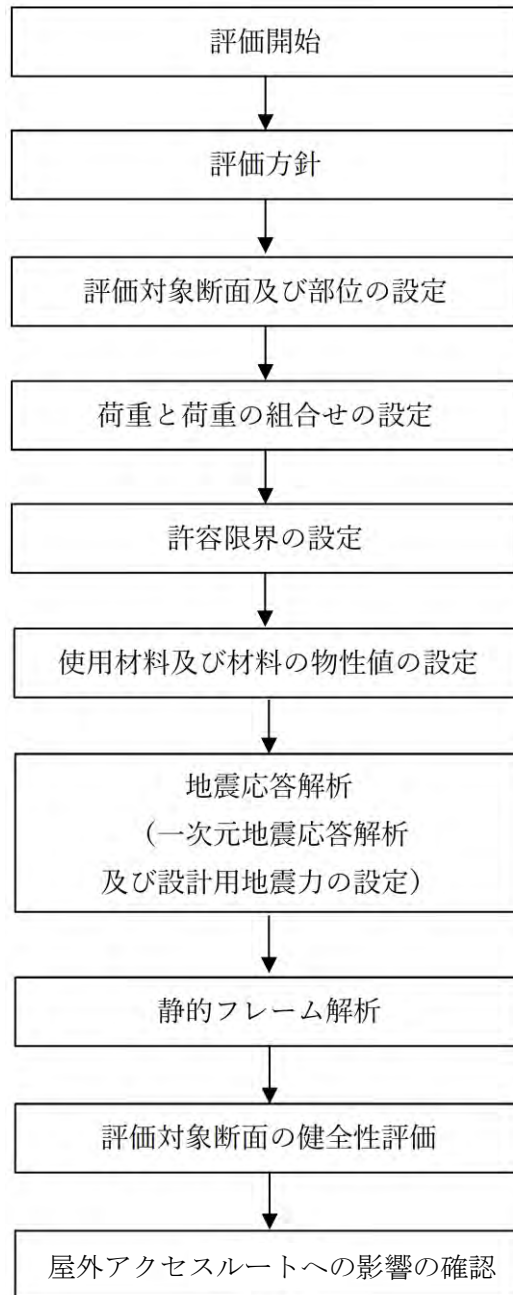 評価開始
評価方針
評価対象断面及び部位の設定
荷重と荷重の組合せの設定
許容限界の設定
使用材料及び材料の物性値の設定
地震応答解析
（一次元地震応答解析
及び設計用地震力の設定）
静的フレーム解析
評価対象断面の健全性評価
屋外アクセスルートへの影響の確認